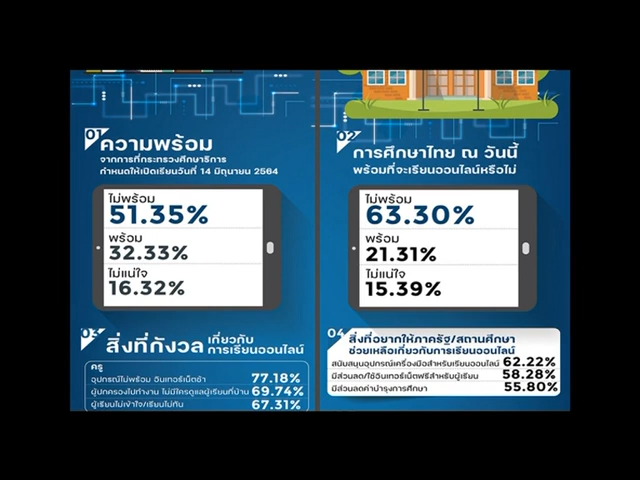 01
ความพร้อม
จากการที่กระทรวงศึกษาธิการ
กำหนดให้เปิดเรียนวันที่ 14 มิถุนายน 2564
ไม่พร้อม
51.35%
พร้อม
32.33%
ไม่แน่ใจ
16.32%
02
การศึกษาไทย ณ วันนี้
พร้อมที่จะเรียนออนไลน์หรือไม่
ไม่พร้อม
63.30%
พร้อม
21.31%
ไม่แน่ใจ
15.39%
03
สิ่งที่กังวล เกี่ยวกับ
การเรียนออนไลน์
ครู
อุปกรณ์ไม่พร้อม อินเทอร์เน็ตช้า 77.18%
ผู้ปกครองไปทำงาน ไม่มีใครดูแลผู้เรียนที่บ้าน 69.74%
ผู้เรียนไม่เข้าใจ/เรียนไม่ทัน 67.31%
04
สิ่งที่อยากให้ภาครัฐ/สถานศึกษา
ช่วยเหลือเกี่ยวกับการเรียนออนไลน์
สนับสนุนอุปกรณ์เครื่องมือสำหรับเรียนออนไลน์ 62.22%
มีส่วนลด/ใช้อินเทอร์เน็ตฟรีสำหรับผู้เรียน 58.28%
มีส่วนลดค่าบำรุงการศึกษา 55.80%